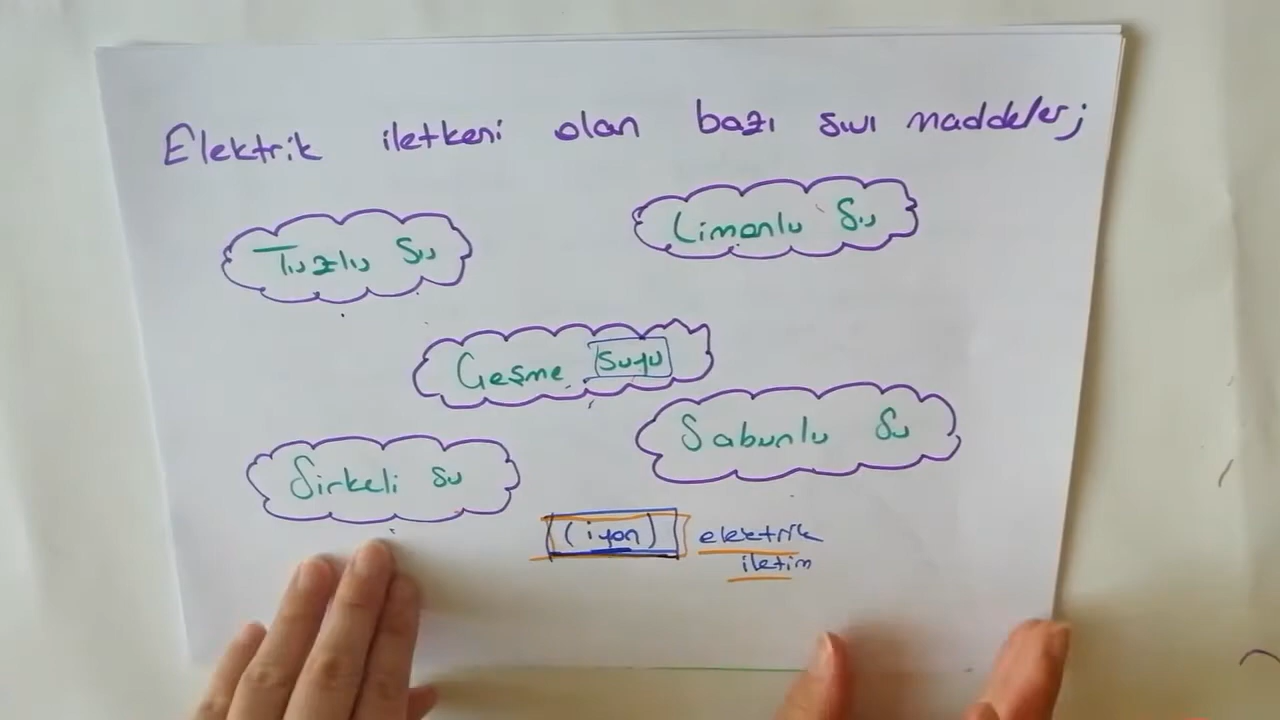 Elektrik iletkeni olan bazı sıvı maddeler;
Tuzlu Su
Limonlu Su
Çeşme suyu
Sabunlu Su
Sirkeli su
(iyon) elektrik
iletim